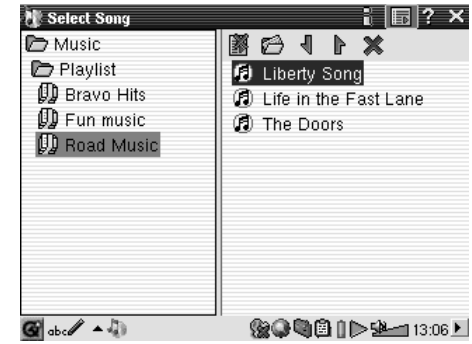 Select Song
Music
Playlist
Bravo Hits
Fun music
Road Music
Liberty Song
Life in the Fast Lane
The Doors
abc
13:06